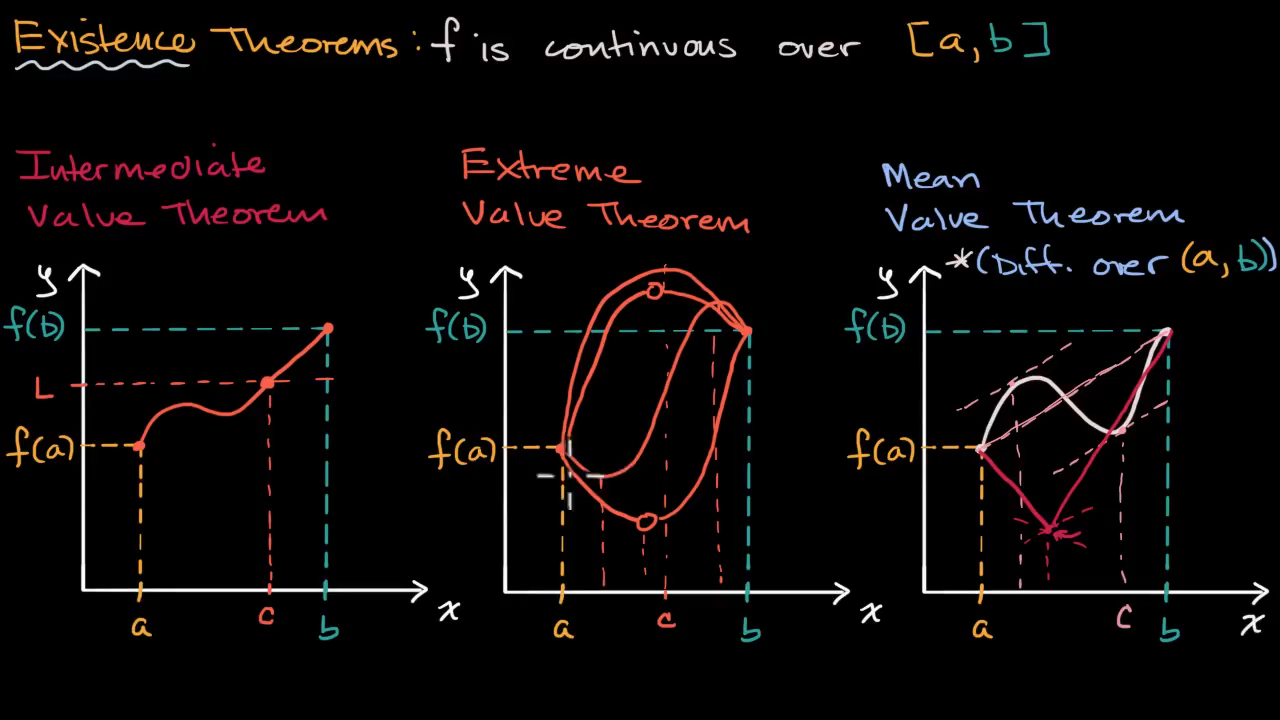 Existence Theorems: f is continuous over [a, b]
Intermediate
Value Theorem
Extreme
Value Theorem
Mean
Value Theorem
*(Diff. over (a, b))
y
f(b)
L
f(a)
a
c
b
x
y
f(b)
f(a)
a
c
b
x
y
f(b)
f(a)
a
c
b
x